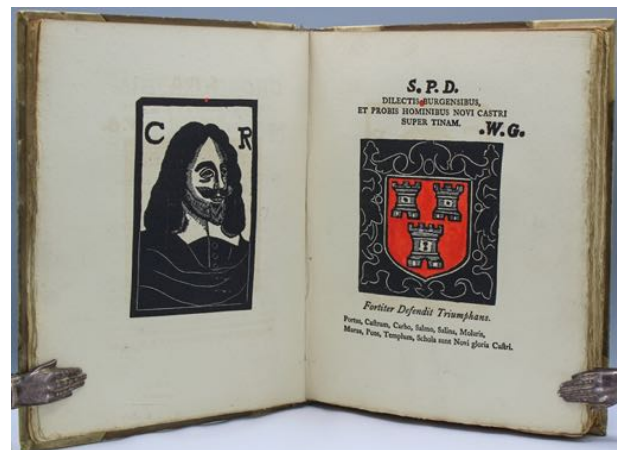 C R
S. P. D.
DILECTIS BURGENSIBUS,
ET PROBIS HOMINIBUS NOVI CASTRI
SUPER TINAM.
.W.G.
Fortiter Defendit Triumphans.
Portus, Castrum, Carbo, Salmo, Salina, Molaris,
Murus, Pons, Templum, Schola sunt Novi gloria Castri.